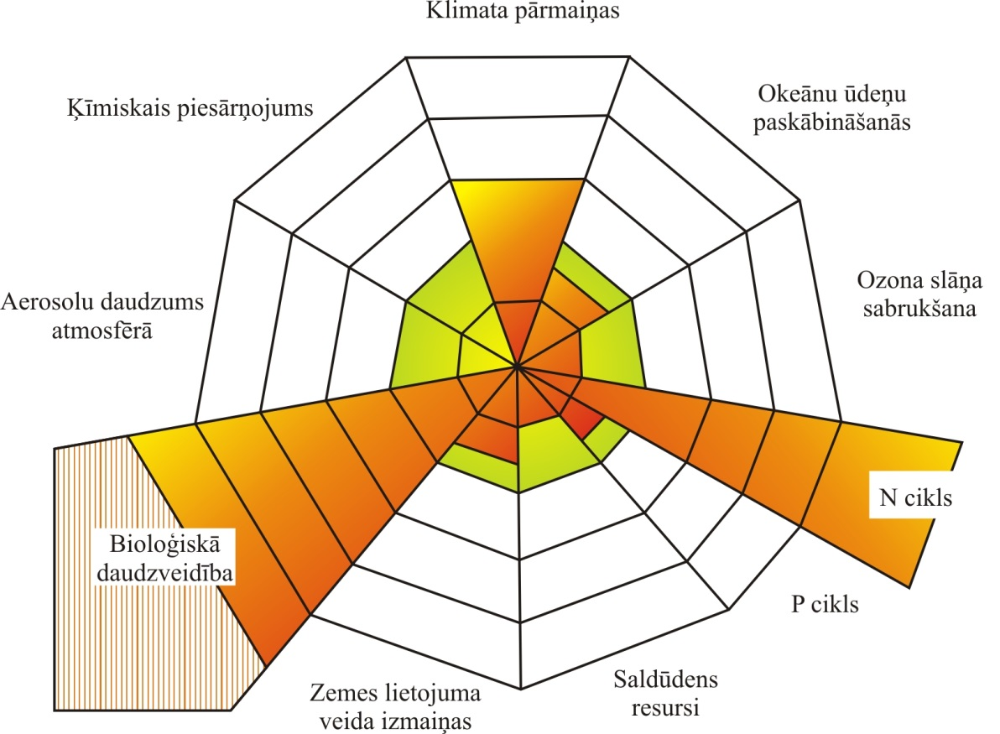 Klimata pārmaiņas
Ķīmiskais piesārņojums
Okeānu ūdeņu
paskābināšanās
Ozona slāņa
sabrukšana
Aerosolu daudzums
atmosfērā
N cikls
Bioloģiskā
daudzveidība
P cikls
Saldūdens
resursi
Zemes lietojuma
veida izmaiņas